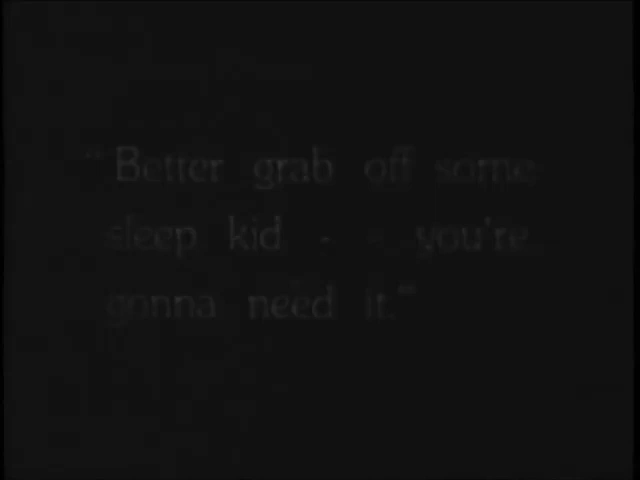 "Better grab off some
sleep kid - - you're
gonna need it."